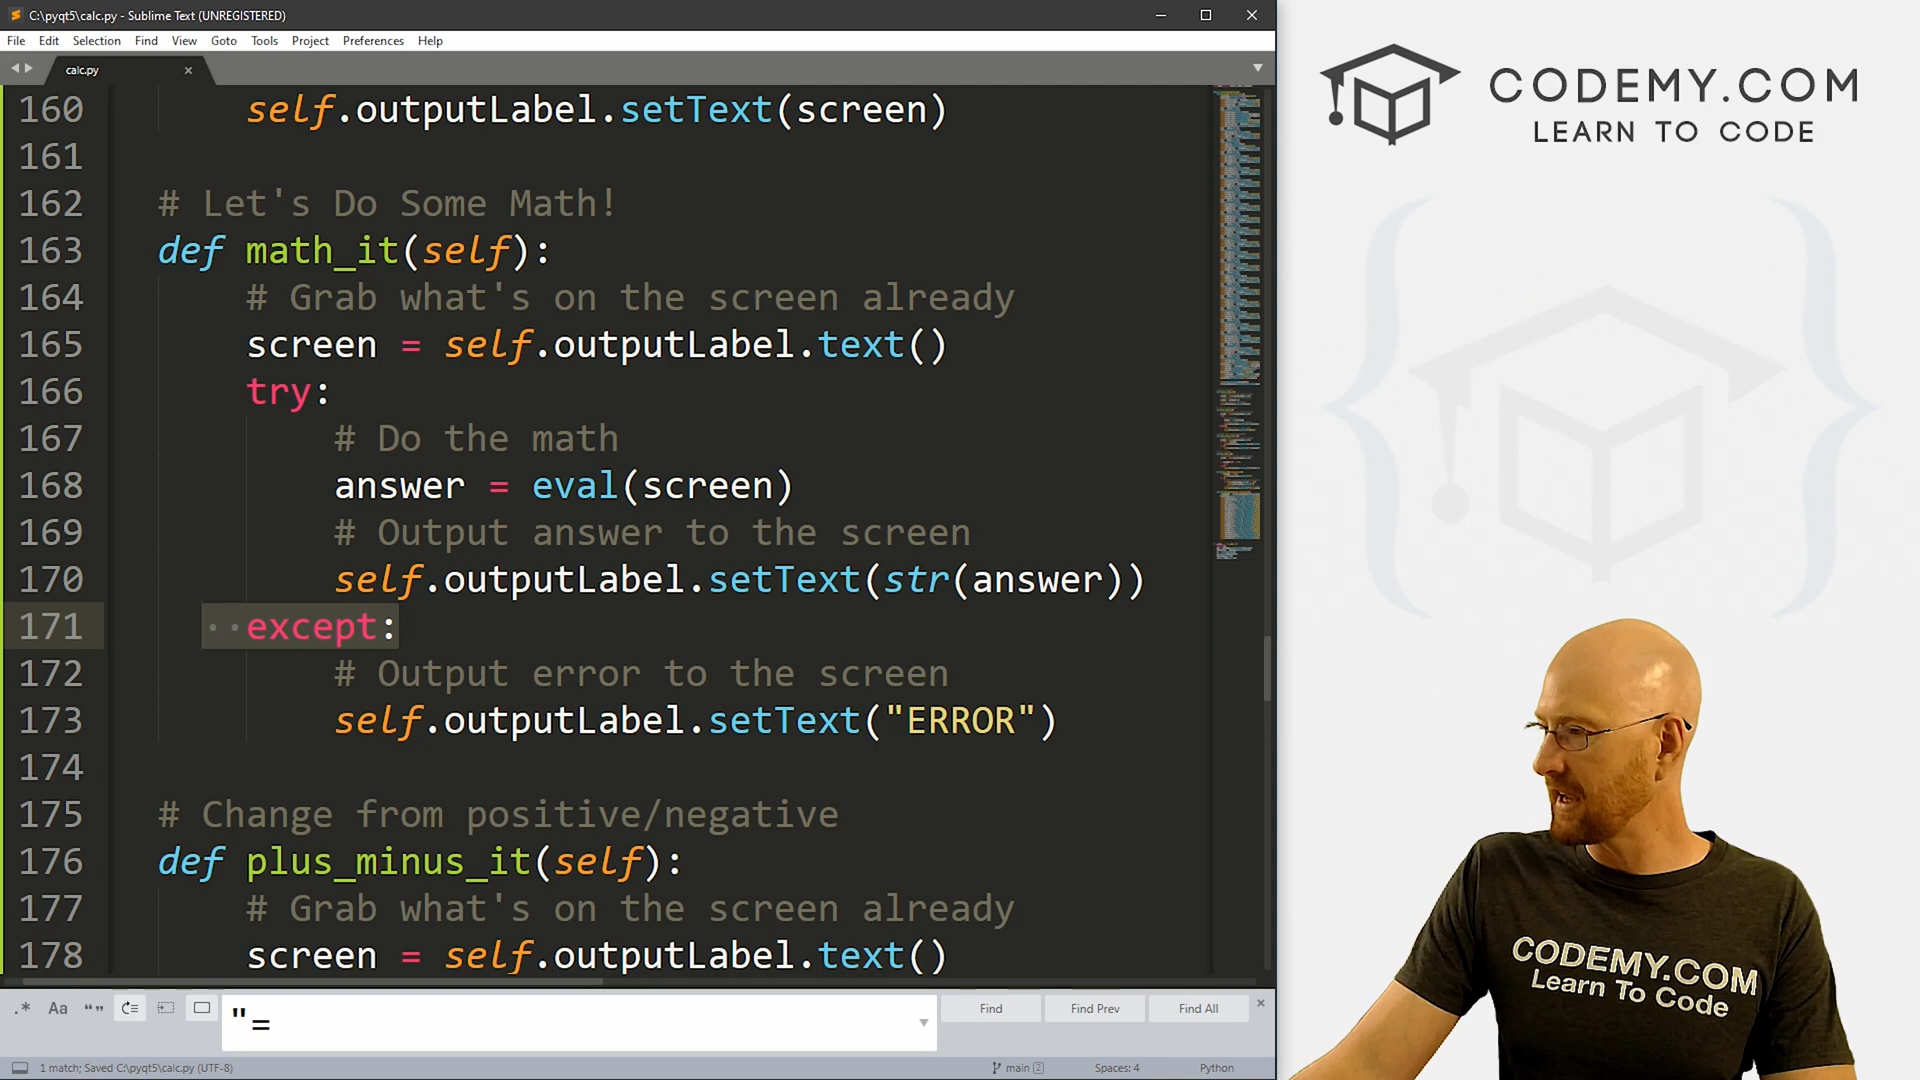 C:\pyqt5\calc.py - Sublime Text (UNREGISTERED)
File Edit Selection Find View Goto Tools Project Preferences Help
calc.py
160 self.outputLabel.setText(screen)
161
162 # Let's Do Some Math!
163 def math_it(self):
164 # Grab what's on the screen already
165 screen = self.outputLabel.text()
166 try:
167 # Do the math
168 answer = eval(screen)
169 # Output answer to the screen
170 self.outputLabel.setText(str(answer))
171 except:
172 # Output error to the screen
173 self.outputLabel.setText("ERROR")
174
175 # Change from positive/negative
176 def plus_minus_it(self):
177 # Grab what's on the screen already
178 screen = self.outputLabel.text()
.* Aa “” "= Find Find Prev Find All
1 match; Saved C:\pyqt5\calc.py (UTF-8) main 2 Spaces: 4 Python
CODEMY.COM
LEARN TO CODE
CODEMY.COM
Learn To Code